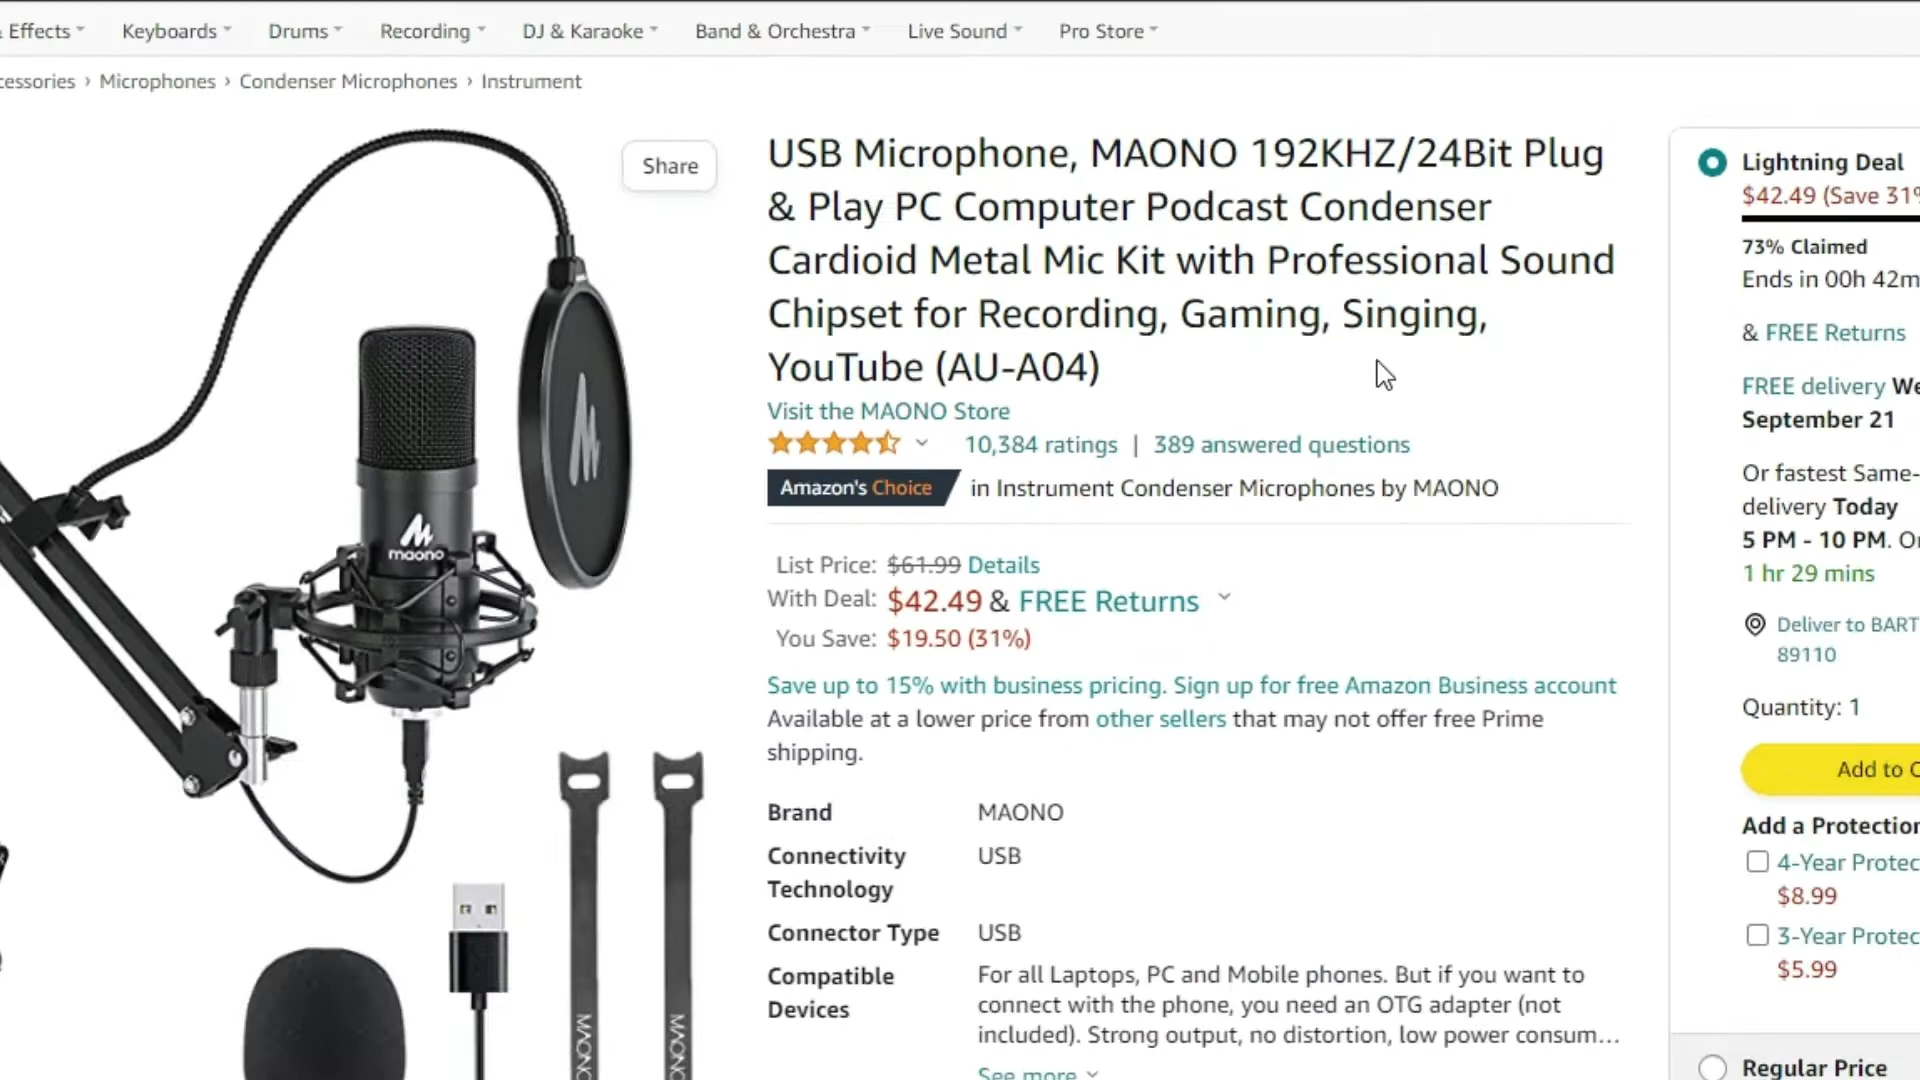 Effects
Keyboards
Drums
Recording
DJ & Karaoke
Band & Orchestra
Live Sound
Pro Store
› Microphones › Condenser Microphones › Instrument
Share
maono
MAONO
MAONO
USB Microphone, MAONO 192KHZ/24Bit Plug
& Play PC Computer Podcast Condenser
Cardioid Metal Mic Kit with Professional Sound
Chipset for Recording, Gaming, Singing,
YouTube (AU-A04)
Visit the MAONO Store
10,384 ratings | 389 answered questions
Amazon's Choice in Instrument Condenser Microphones by MAONO
List Price: $61.99 Details
With Deal: $42.49 & FREE Returns
You Save: $19.50 (31%)
Save up to 15% with business pricing. Sign up for free Amazon Business account
Available at a lower price from other sellers that may not offer free Prime
shipping.
Brand MAONO
Connectivity USB
Technology
Connector Type USB
Compatible For all Laptops, PC and Mobile phones. But if you want to
Devices connect with the phone, you need an OTG adapter (not
included). Strong output, no distortion, low power consum...
See more
Lightning Deal
$42.49 (Save 31%
73% Claimed
Ends in 00h 42m
& FREE Returns
FREE delivery We
September 21
Or fastest Same-
delivery Today
5 PM - 10 PM. Or
1 hr 29 mins
Deliver to BART
89110
Quantity: 1
Add to C
Add a Protection
4-Year Protec
$8.99
3-Year Protec
$5.99
Regular Price